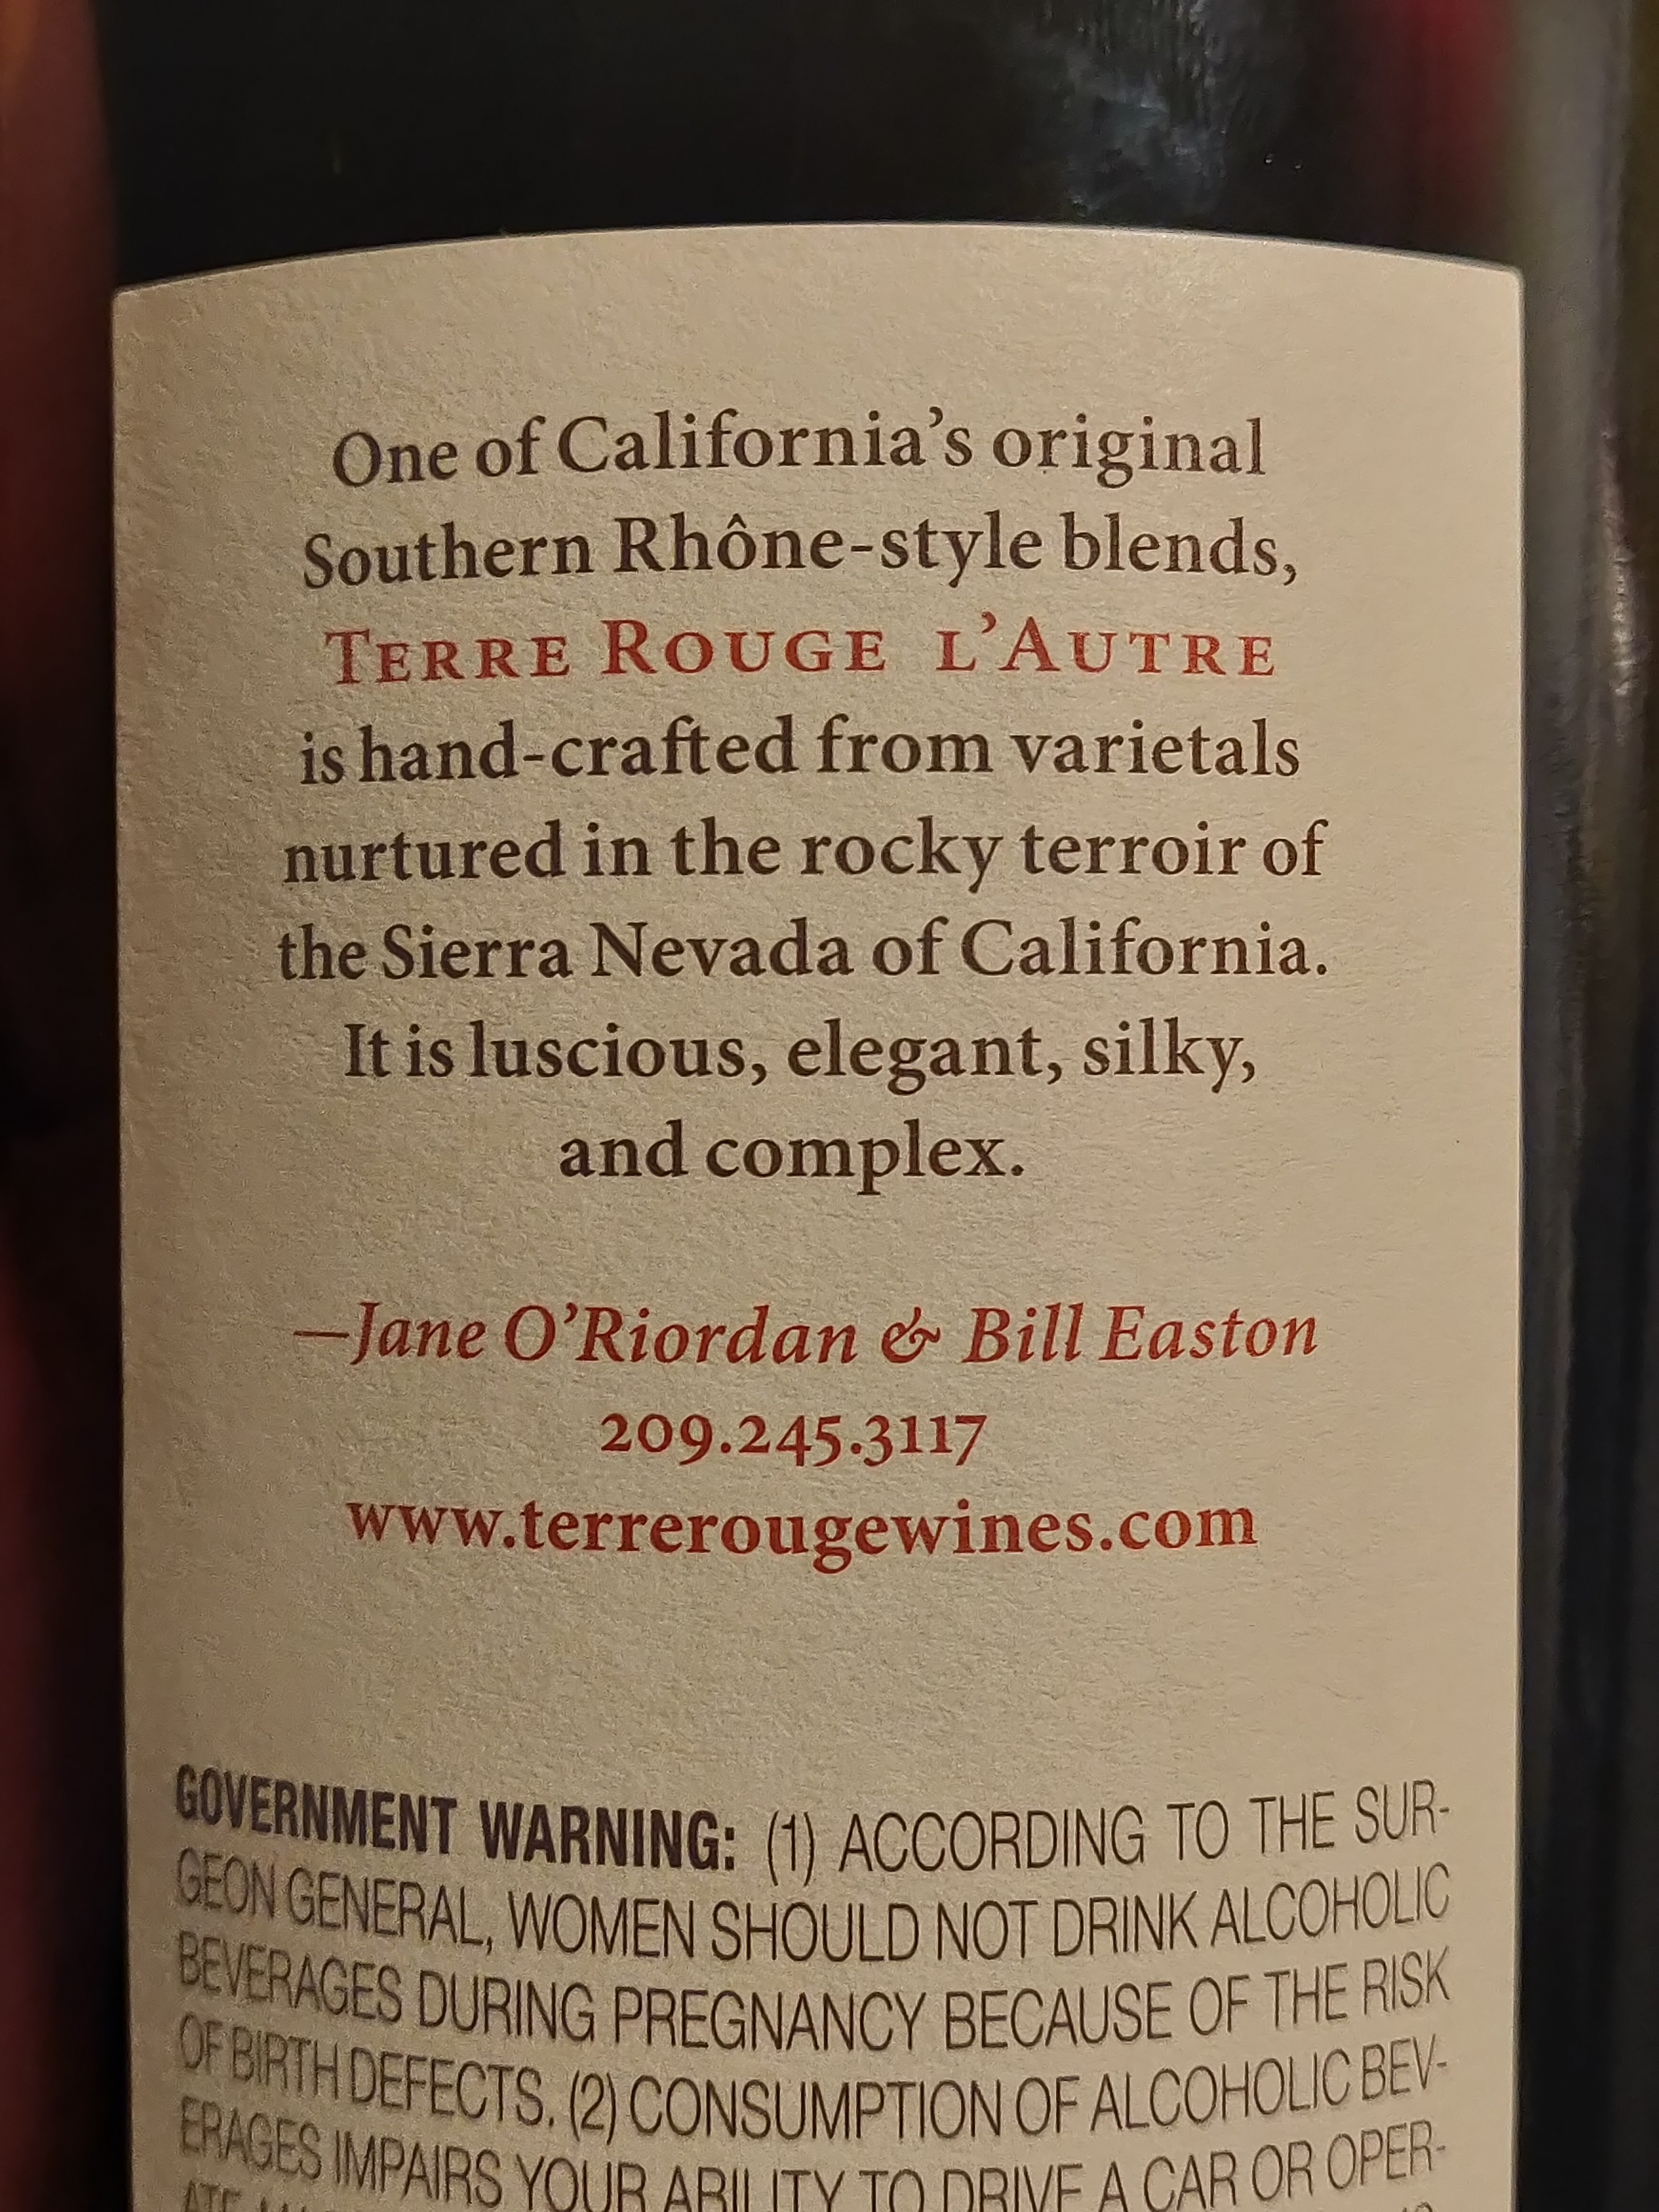 One of California’s original
Southern Rhône-style blends,
TERRE ROUGE L’AUTRE
is hand-crafted from varietals
nurtured in the rocky terroir of
the Sierra Nevada of California.
It is luscious, elegant, silky,
and complex.
—Jane O’Riordan & Bill Easton
209.245.3117
www.terrerougewines.com
GOVERNMENT WARNING: (1) ACCORDING TO THE SUR-
GEON GENERAL, WOMEN SHOULD NOT DRINK ALCOHOLIC
BEVERAGES DURING PREGNANCY BECAUSE OF THE RISK
OF BIRTH DEFECTS. (2) CONSUMPTION OF ALCOHOLIC BEV-
ERAGES IMPAIRS YOUR ABILITY TO DRIVE A CAR OR OPER-